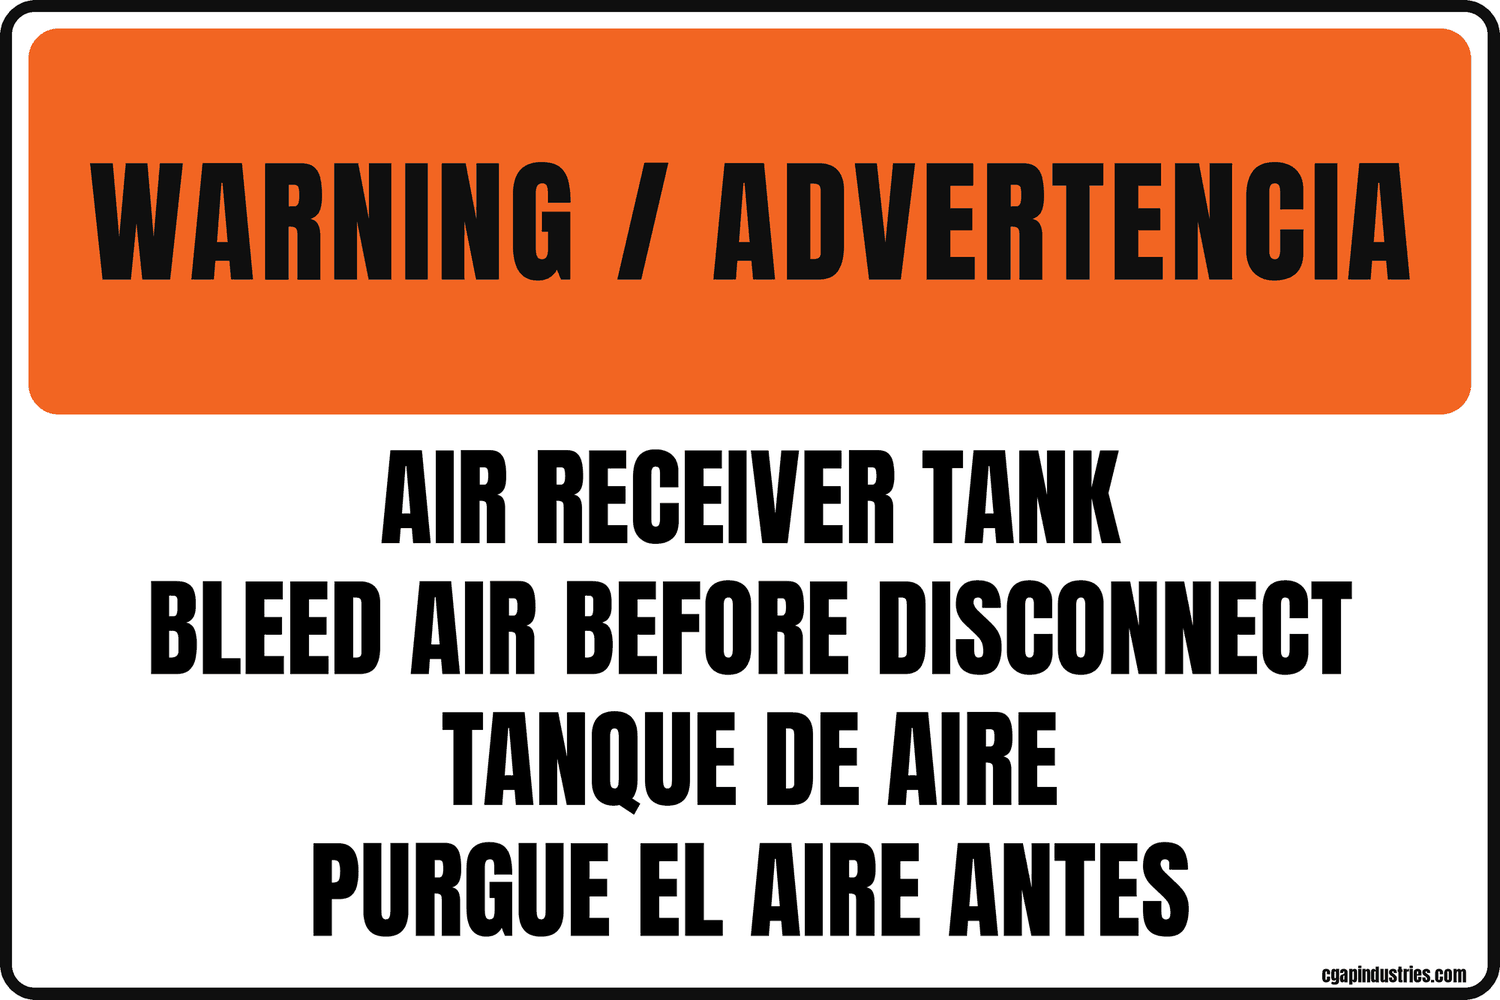 WARNING / ADVERTENCIA
AIR RECEIVER TANK
BLEED AIR BEFORE DISCONNECT
TANQUE DE AIRE
PURGUE EL AIRE ANTES
cgapindustries.com